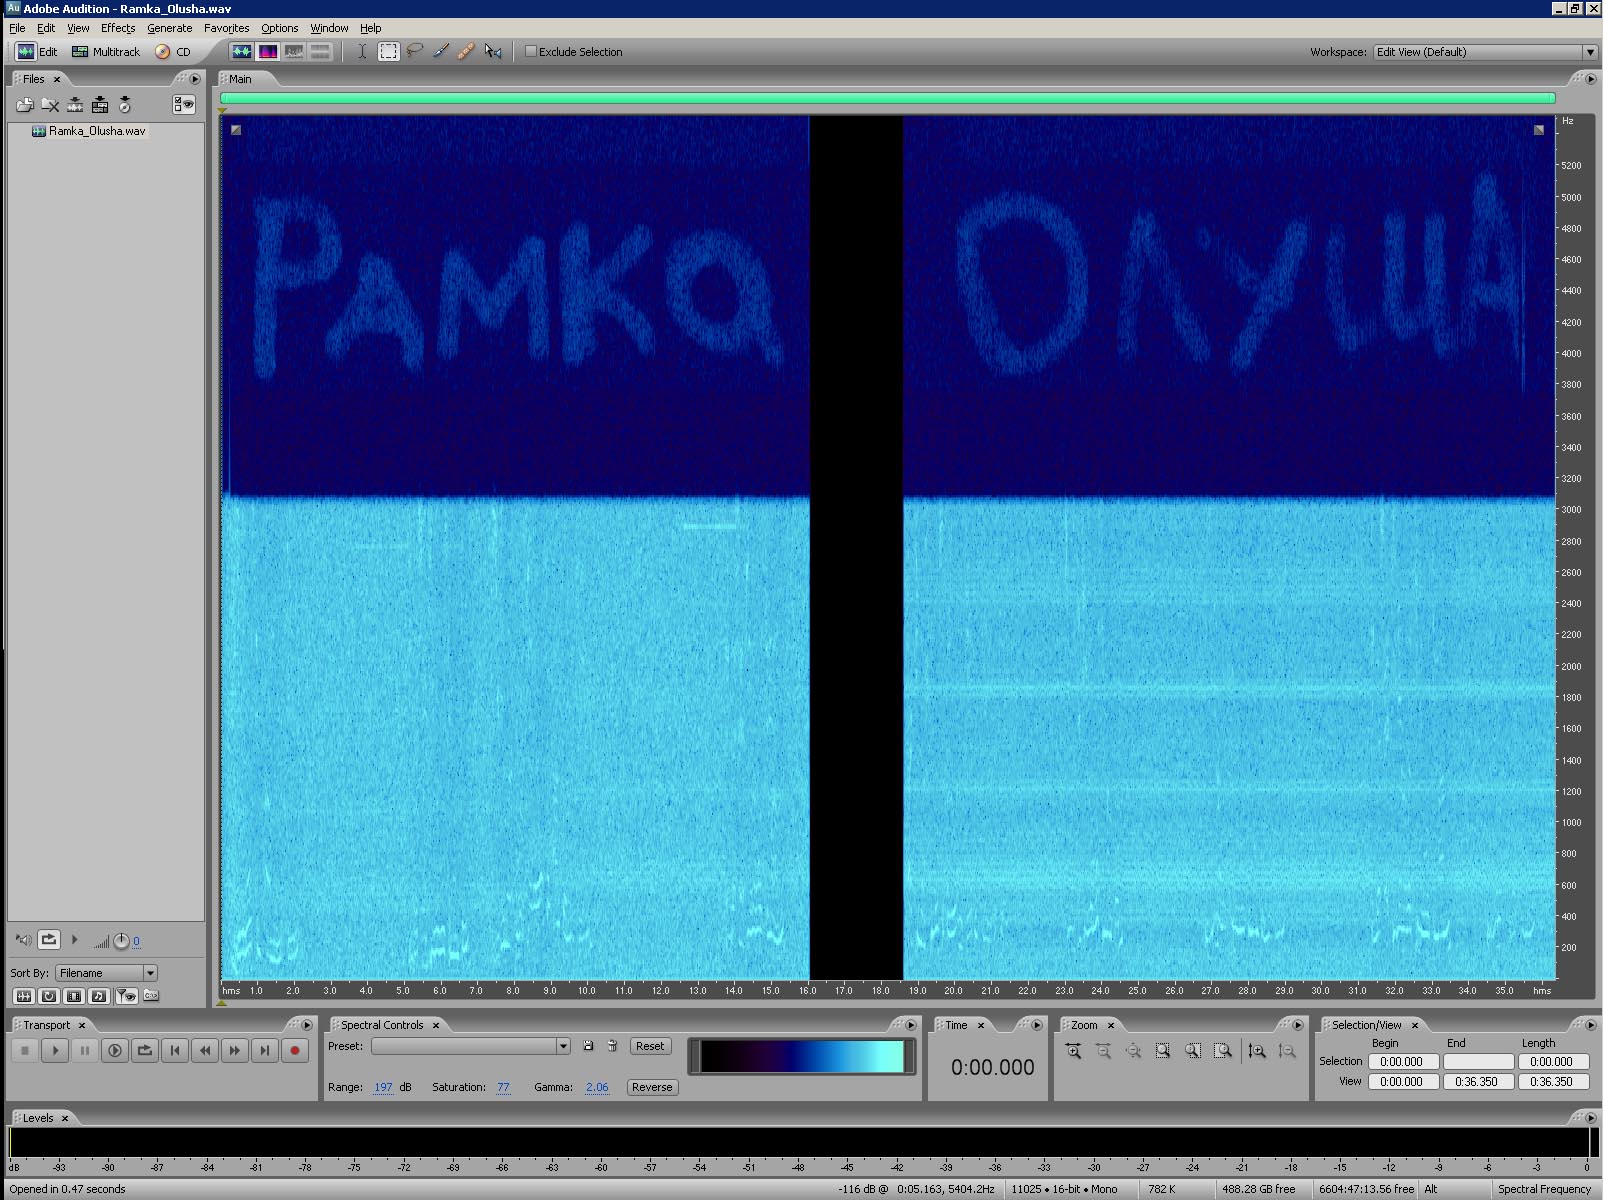 Au Adobe Audition - Ramka_Olusha.wav
File Edit View Effects Generate Favorites Options Window Help
Edit Multitrack CD Exclude Selection Workspace: Edit View (Default)
Files Main
Ramka_Olusha.wav
Рамка Олуша
Hz
5200
5000
4800
4600
4400
4200
4000
3800
3600
3400
3200
3000
2800
2600
2400
2200
2000
1800
1600
1400
1200
1000
800
600
400
200
0
Sort By: Filename
hms 1.0 2.0 3.0 4.0 5.0 6.0 7.0 8.0 9.0 10.0 11.0 12.0 13.0 14.0 15.0 16.0 17.0 18.0 19.0 20.0 21.0 22.0 23.0 24.0 25.0 26.0 27.0 28.0 29.0 30.0 31.0 32.0 33.0 34.0 35.0 hms
Transport Spectral Controls Time Zoom Selection/View
Preset: Reset
Range: 197 dB Saturation: 77 Gamma: 2.06 Reverse
0:00.000
Begin End Length
Selection 0:00.000 0:00.000
View 0:00.000 0:36.350 0:36.350
Levels
dB -93 -90 -87 -84 -81 -78 -75 -72 -69 -66 -63 -60 -57 -54 -51 -48 -45 -42 -39 -36 -33 -30 -27 -24 -21 -18 -15 -12 -9 -6 -3 0
Opened in 0.47 seconds -116 dB @ 0:05.163, 5404.2Hz 11025 • 16-bit • Mono 782 K 488.28 GB free 6604:47:13.56 free Alt Spectral Frequency